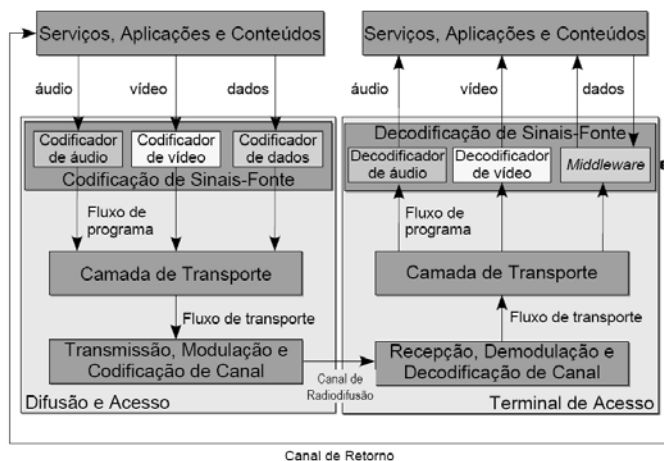 Serviços, Aplicações e Conteúdos
áudio
vídeo
dados
Codificador
de áudio
Codificador
de vídeo
Codificador
de dados
Codificação de Sinais-Fonte
Fluxo de
programa
Camada de Transporte
Fluxo de transporte
Transmissão, Modulação e
Codificação de Canal
Difusão e Acesso
Canal de
Radiodifusão
Serviços, Aplicações e Conteúdos
áudio
vídeo
dados
Decodificação de Sinais-Fonte
Decodificador
de áudio
Decodificador
de vídeo
Middleware
Fluxo de
programa
Camada de Transporte
Fluxo de transporte
Recepção, Demodulação e
Decodificação de Canal
Terminal de Acesso
Canal de Retorno